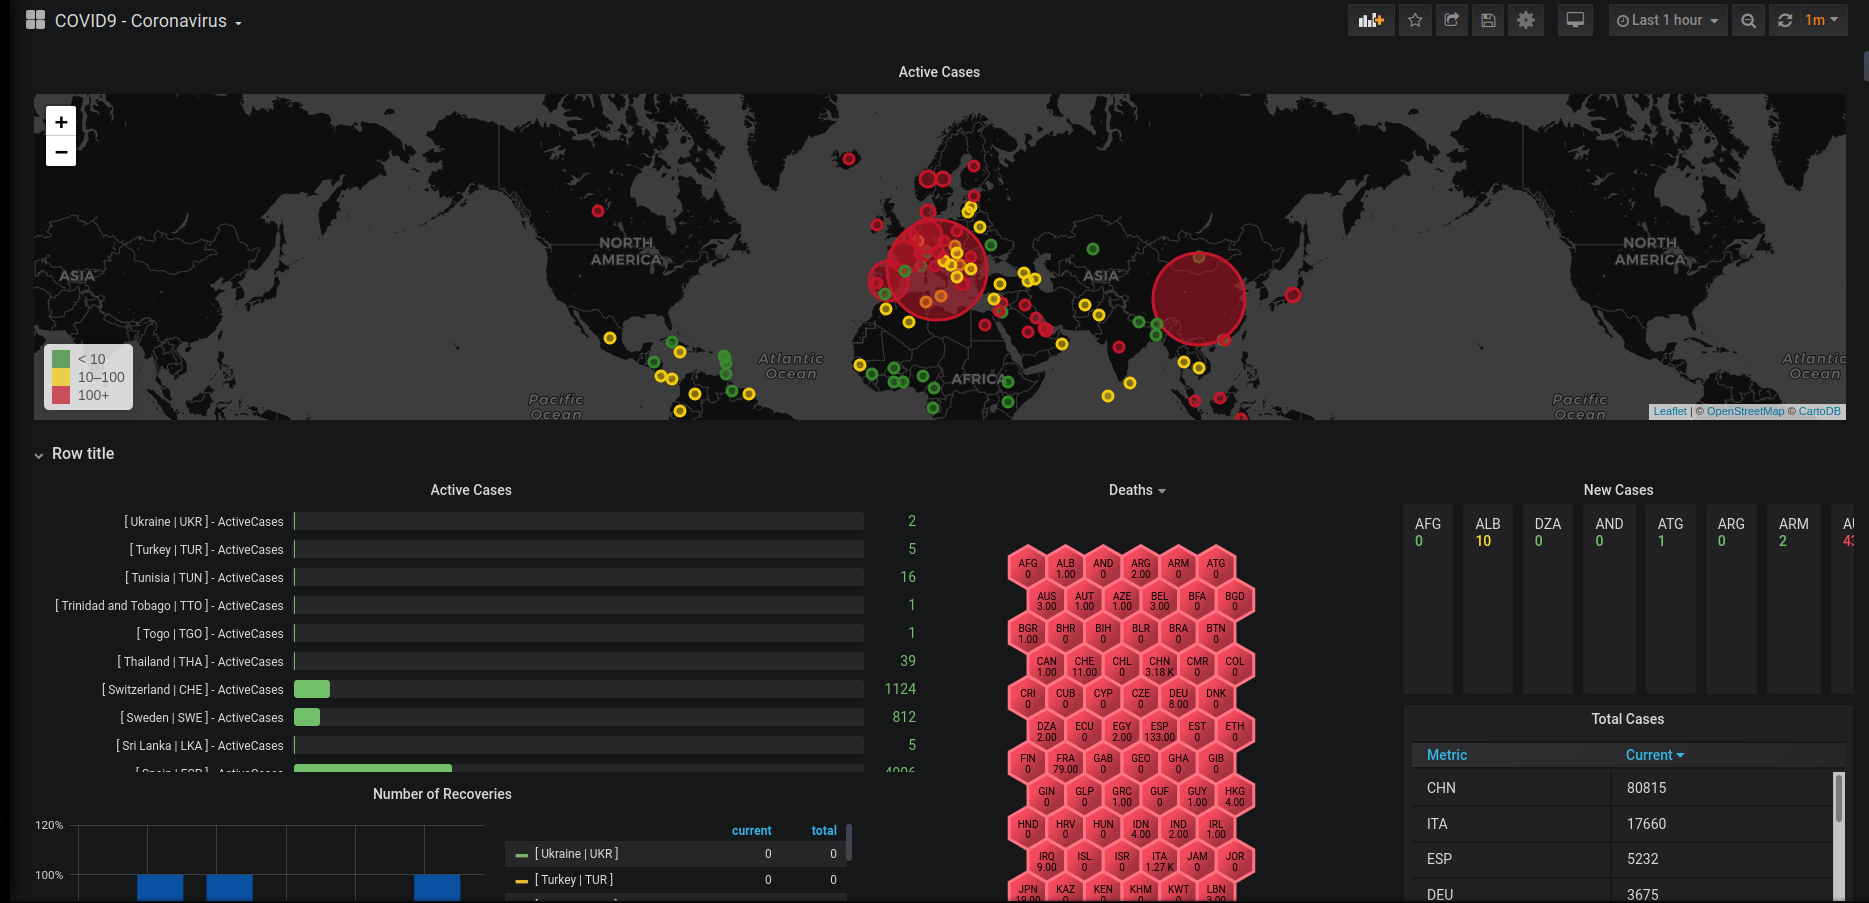 COVID9 - Coronavirus
Last 1 hour
1m
Active Cases
+
−
NORTH
AMERICA
NORTH
AMERICA
ASIA
ASIA
Atlantic
Ocean
AFRICA
Atlantic
Ocean
Pacific
Ocean
Pacific
Ocean
< 10
10–100
100+
Leaflet | © OpenStreetMap © CartoDB
Row title
Active Cases
[ Ukraine | UKR ] - ActiveCases 2
[ Turkey | TUR ] - ActiveCases 5
[ Tunisia | TUN ] - ActiveCases 16
[ Trinidad and Tobago | TTO ] - ActiveCases 1
[ Togo | TGO ] - ActiveCases 1
[ Thailand | THA ] - ActiveCases 39
[ Switzerland | CHE ] - ActiveCases 1124
[ Sweden | SWE ] - ActiveCases 812
[ Sri Lanka | LKA ] - ActiveCases 5
[ Spain | ESP ] - ActiveCases
Number of Recoveries
120%
100%
current total
[ Ukraine | UKR ] 0 0
[ Turkey | TUR ] 0 0
Deaths
AFG ALB AND ARG ARM ATG
0 1.00 0 2.00 0 0
AUS AUT AZE BEL BFA BGD
3.00 1.00 1.00 3.00 0 0
BGR BHR BIH BLR BRA BTN
1.00 0 0 0 0 0
CAN CHE CHL CHN CMR COL
1.00 11.00 0 3.18 K 0 0
CRI CUB CYP CZE DEU DNK
0 0 0 0 8.00 0
DZA ECU EGY ESP EST ETH
2.00 0 2.00 133.00 0 0
FIN FRA GAB GEO GHA GIB
0 79.00 0 0 0 0
GIN GLP GRC GUF GUY HKG
0 0 1.00 0 1.00 4.00
HND HRV HUN IDN IND IRL
0 0 0 4.00 2.00 1.00
IRQ ISL ISR ITA JAM JOR
9.00 0 0 1.27 K 0 0
JPN KAZ KEN KHM KWT LBN
19.00 0 0 0 0 3.00
New Cases
AFG ALB DZA AND ATG ARG ARM
0 10 0 0 1 0 2
Total Cases
Metric Current
CHN 80815
ITA 17660
ESP 5232
DEU 3675